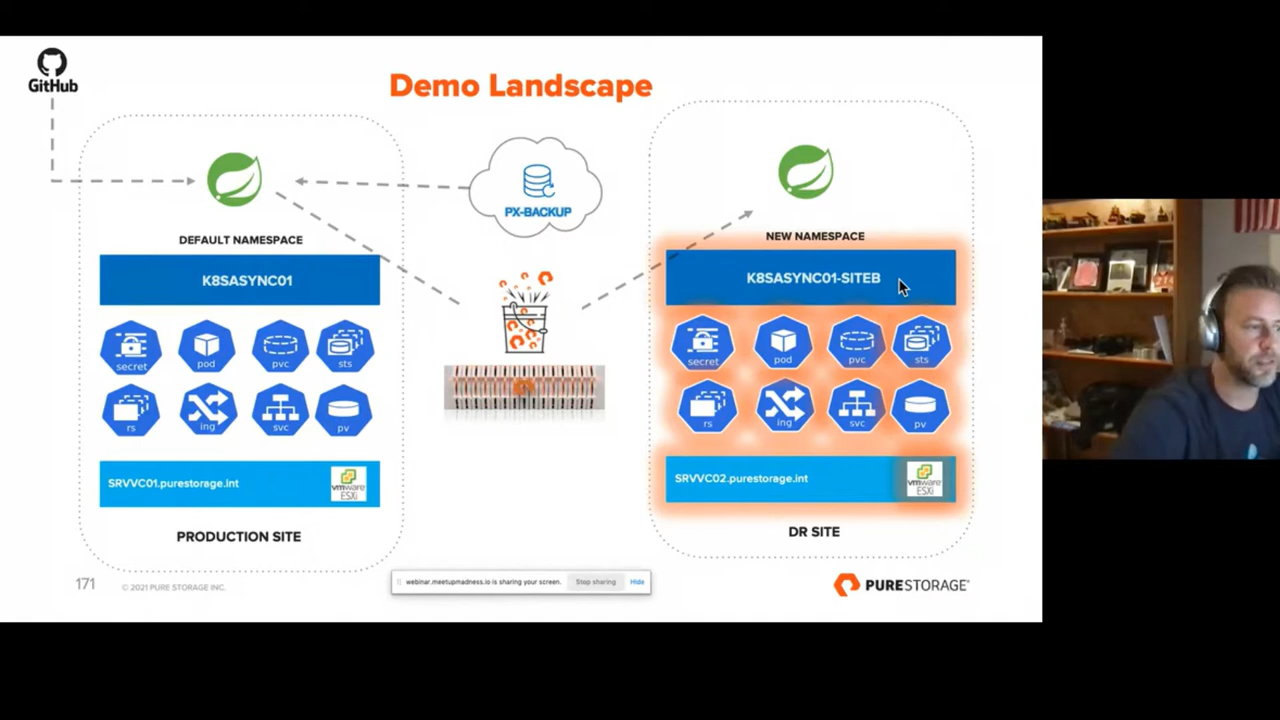 GitHub
Demo Landscape
PX-BACKUP
DEFAULT NAMESPACE
K8SASYNC01
secret
pod
pvc
sts
rs
ing
svc
pv
SRVVC01.purestorage.int
vmware
ESXi
PRODUCTION SITE
NEW NAMESPACE
K8SASYNC01-SITEB
secret
pod
pvc
sts
rs
ing
svc
pv
SRVVC02.purestorage.int
vmware
ESXi
DR SITE
171
© 2021 PURE STORAGE INC.
webinar.meetupmadness.io is sharing your screen.
Stop sharing
Hide
PURESTORAGE®